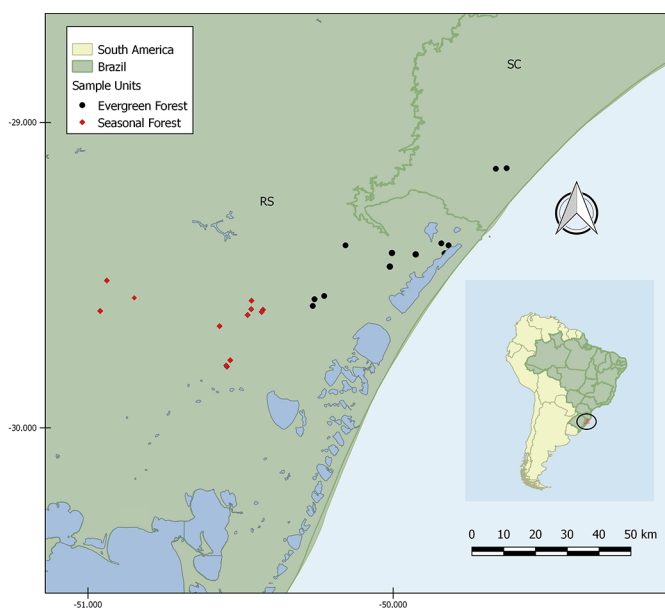 South America
Brazil
Sample Units
Evergreen Forest
Seasonal Forest
SC
RS
-29.000
-30.000
-51.000
-50.000
0 10 20 30 40 50 km